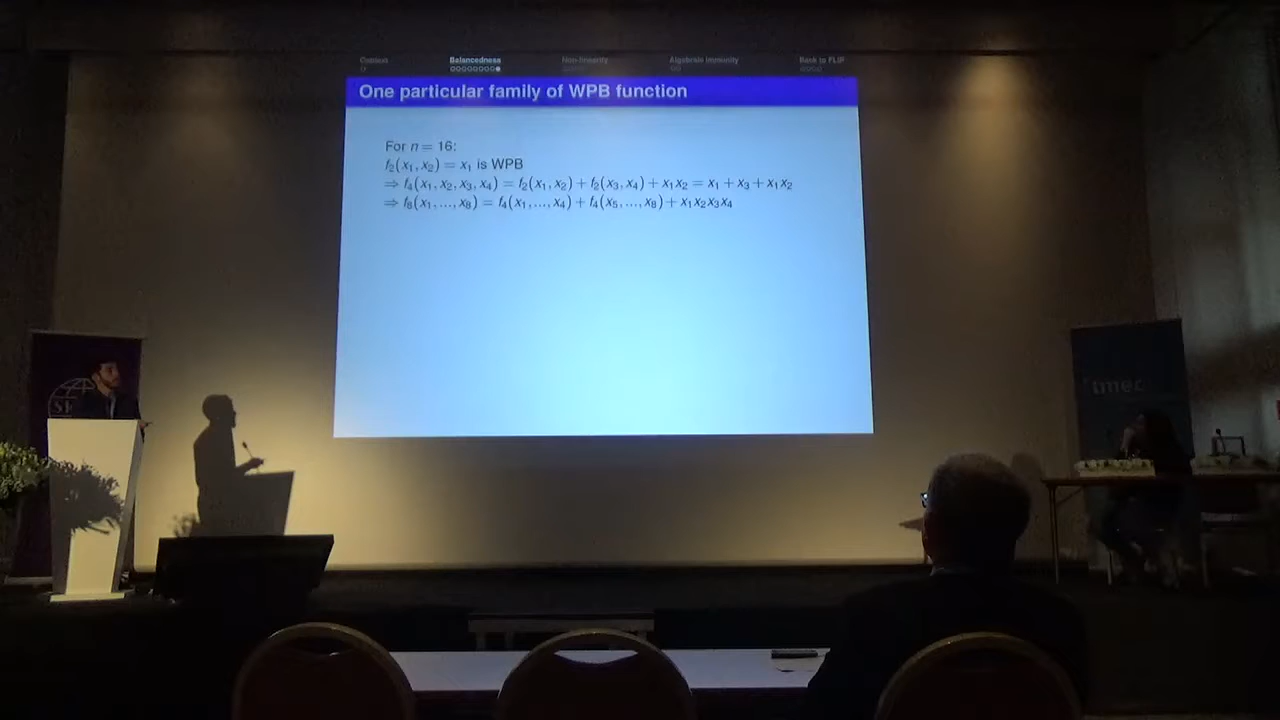 Context Balancedness Non-linearity Algebraic immunity Back to FLIP
One particular family of WPB function
For n = 16:
f₂(x₁, x₂) = x₁ is WPB
⇒ f₄(x₁, x₂, x₃, x₄) = f₂(x₁, x₂) + f₂(x₃, x₄) + x₁x₂ = x₁ + x₃ + x₁x₂
⇒ f₈(x₁, ..., x₈) = f₄(x₁, ..., x₄) + f₄(x₅, ..., x₈) + x₁x₂x₃x₄